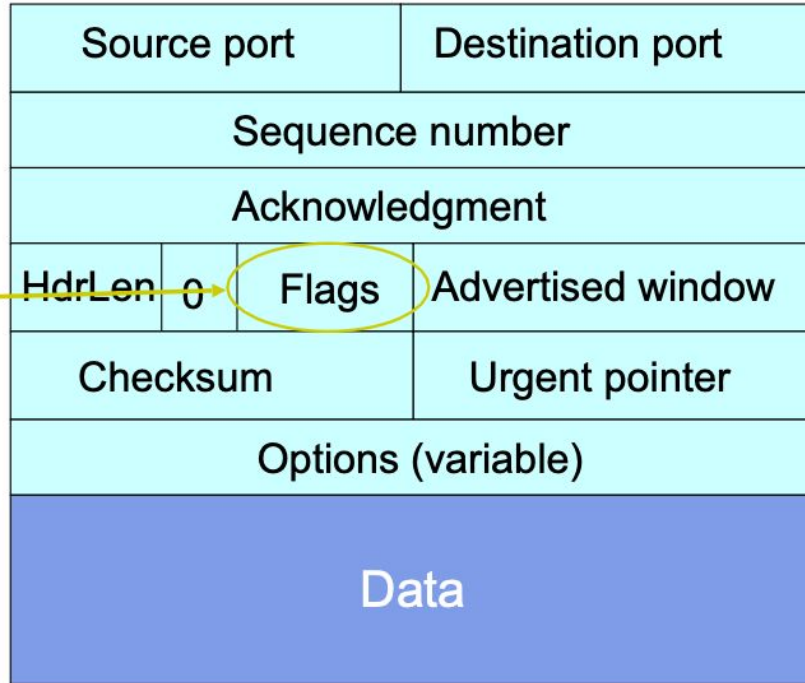 Source port Destination port
Sequence number
Acknowledgment
HdrLen 0 Flags Advertised window
Checksum Urgent pointer
Options (variable)
Data